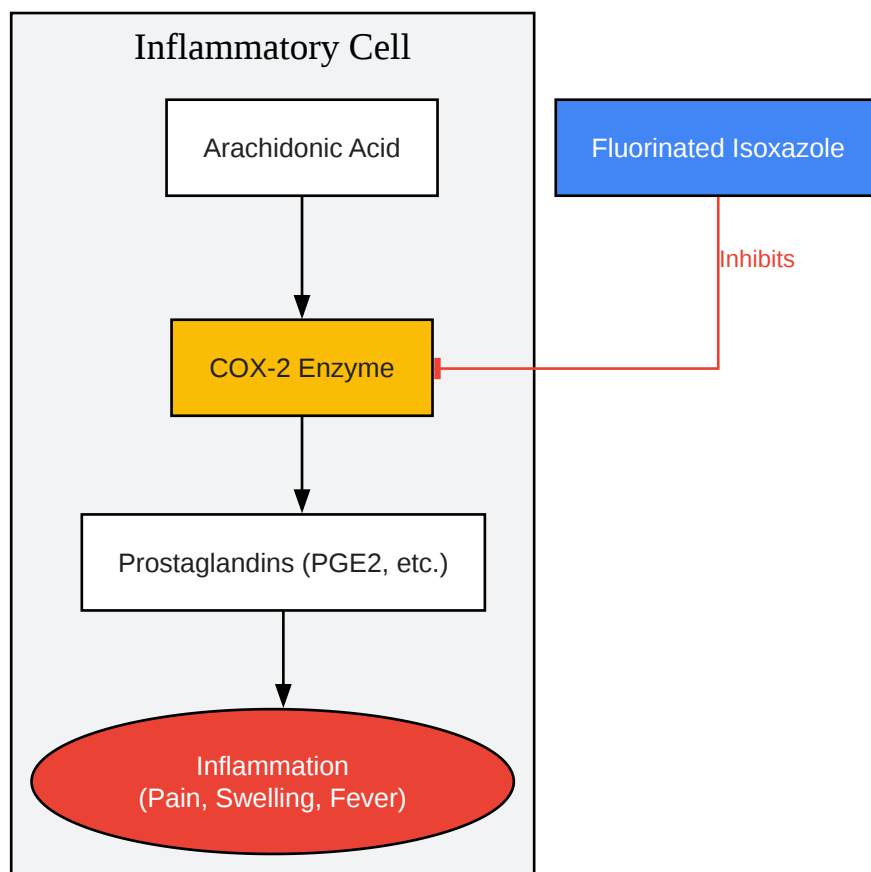 Inflammatory Cell
Arachidonic Acid
Fluorinated Isoxazole
Inhibits
COX-2 Enzyme
Prostaglandins (PGE2, etc.)
Inflammation
(Pain, Swelling, Fever)